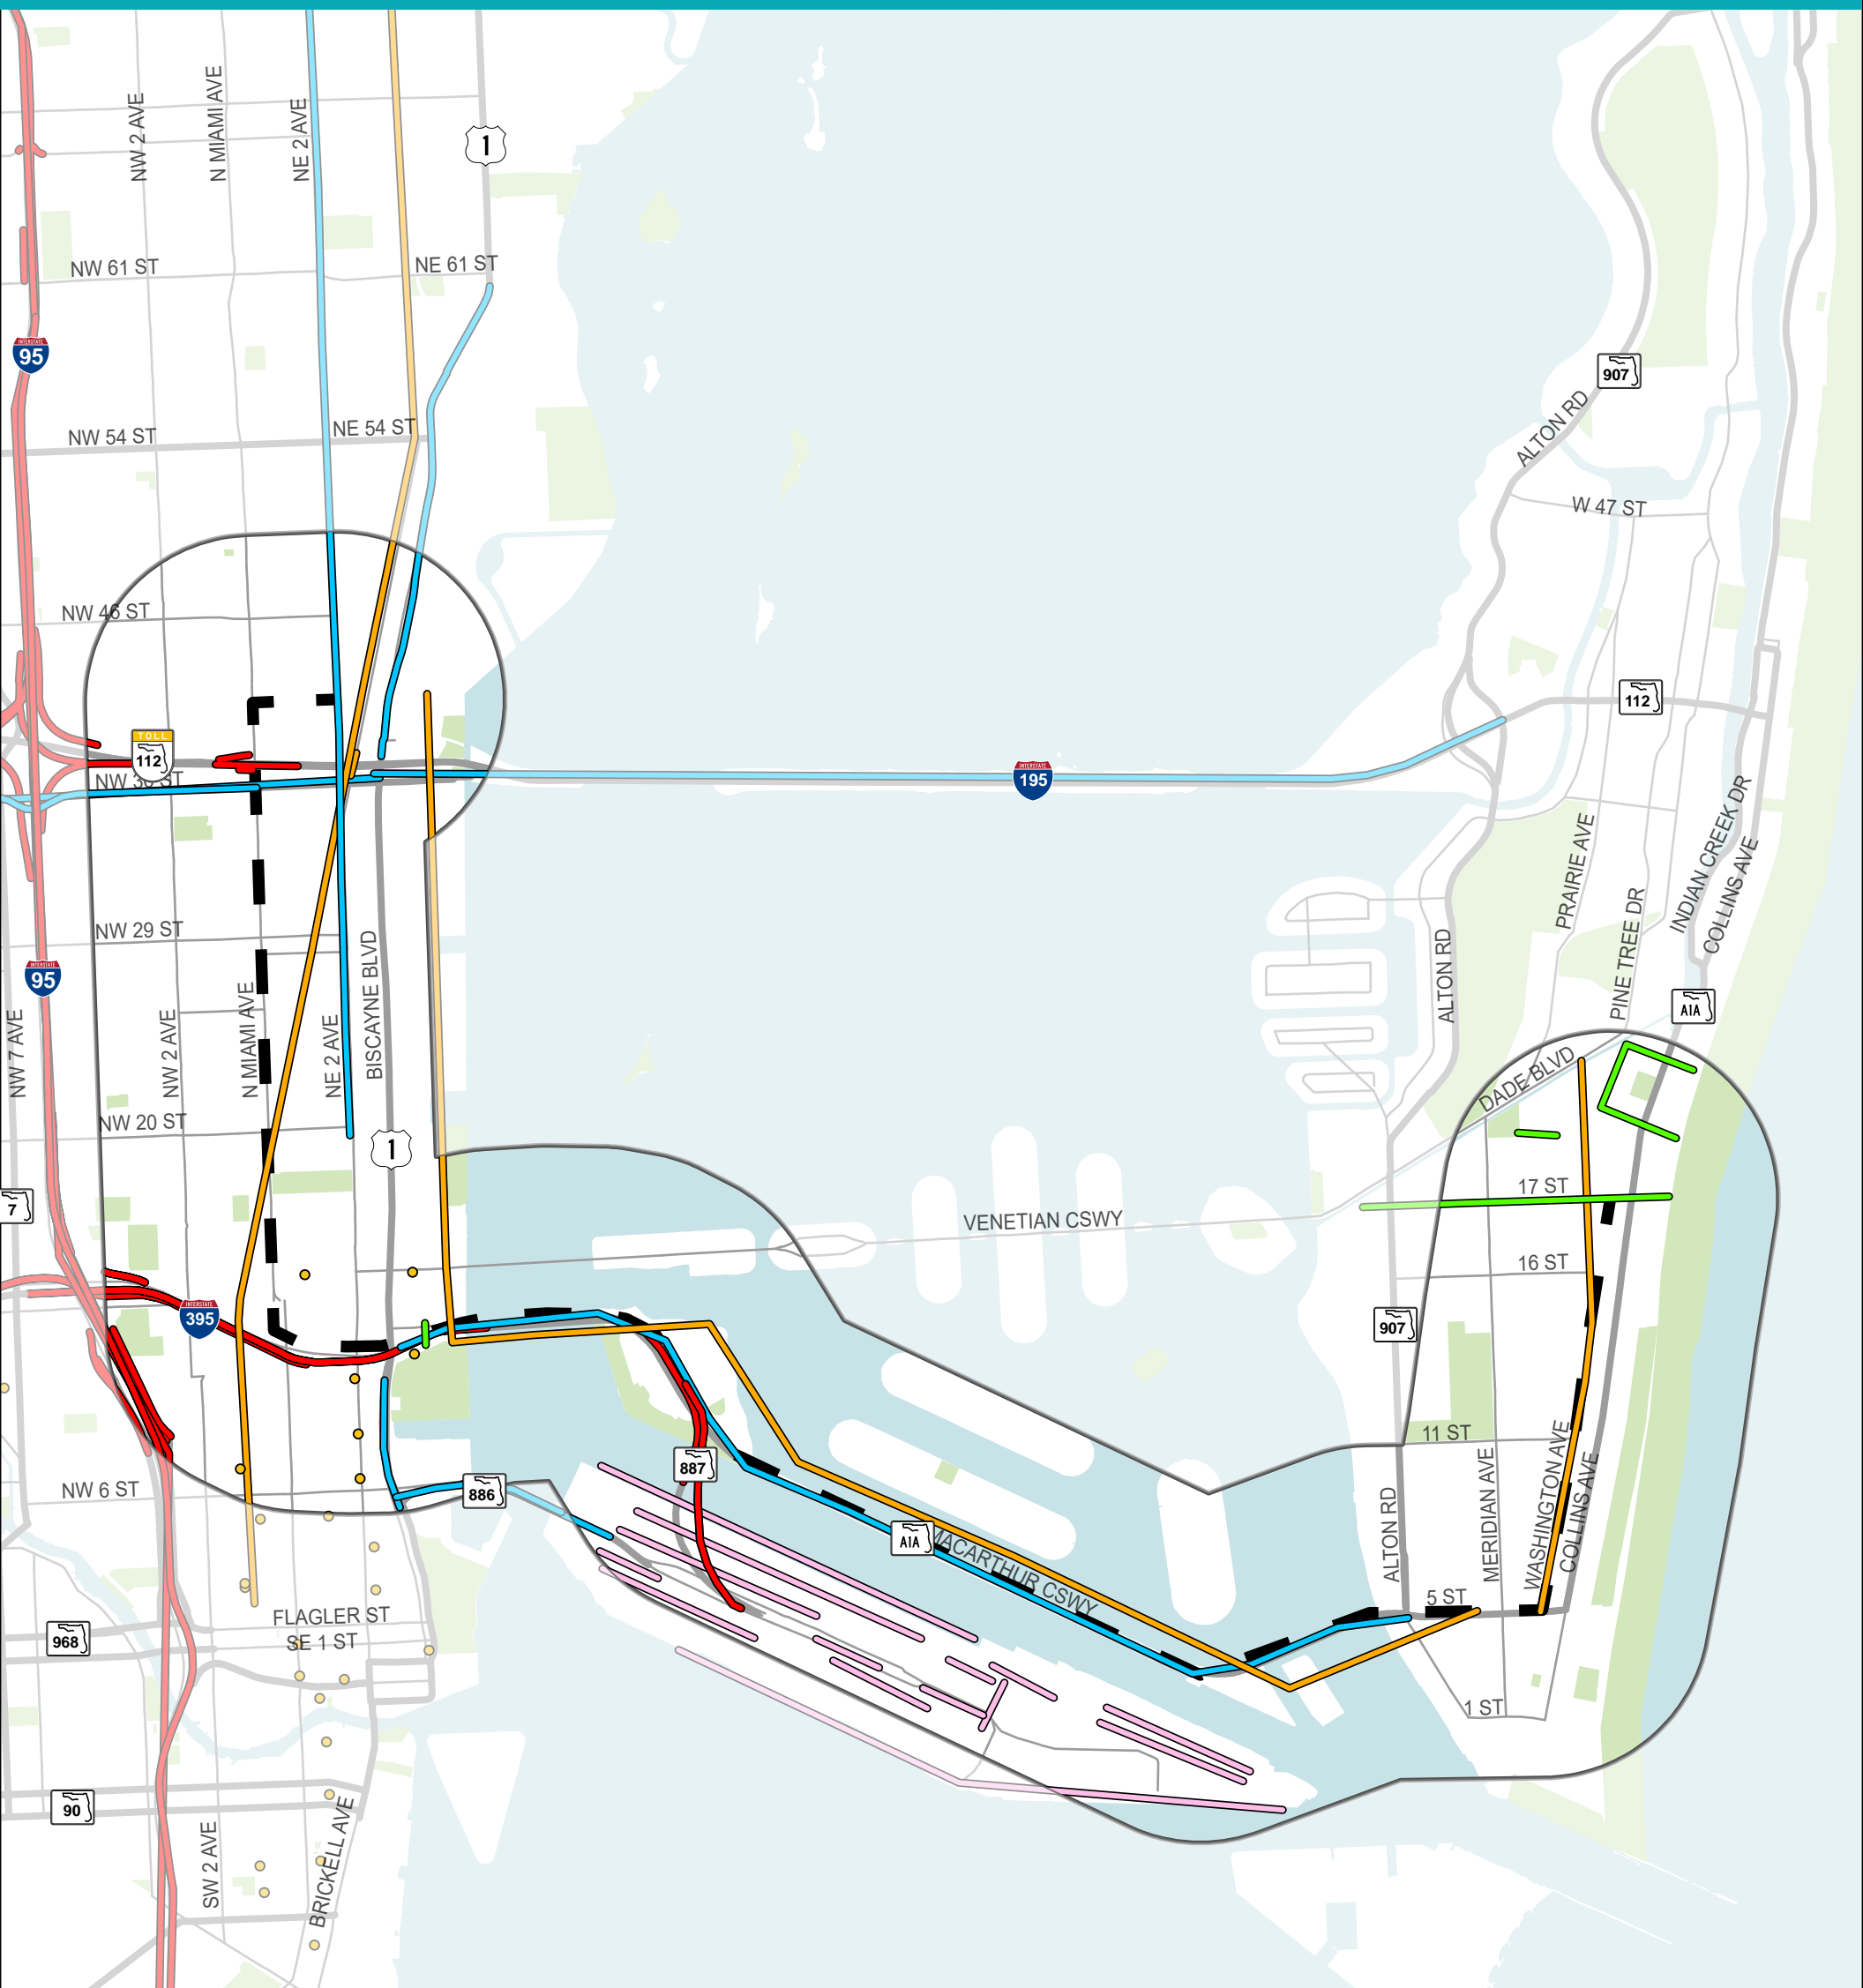 NW 2 AVE
N MIAMI AVE
NE 2 AVE
1
NW 61 ST
NE 61 ST
INTERSTATE
95
907
ALTON RD
NW 54 ST
NE 54 ST
W 47 ST
NW 46 ST
112
TOLL
112
INTERSTATE
195
PRAIRIE AVE
PINE TREE DR
INDIAN CREEK DR
COLLINS AVE
NW 29 ST
BISCAYNE BLVD
ALTON RD
INTERSTATE
95
A1A
NW 7 AVE
NW 2 AVE
N MIAMI AVE
NE 2 AVE
DADE BLVD
NW 20 ST
1
7
17 ST
VENETIAN CSWY
16 ST
INTERSTATE
395
907
11 ST
887
NW 6 ST
886
A1A
MACARTHUR CSWY
ALTON RD
MERIDIAN AVE
WASHINGTON AVE
COLLINS AVE
5 ST
FLAGLER ST
968
SE 1 ST
1 ST
90
SW 2 AVE
BRICKELL AVE